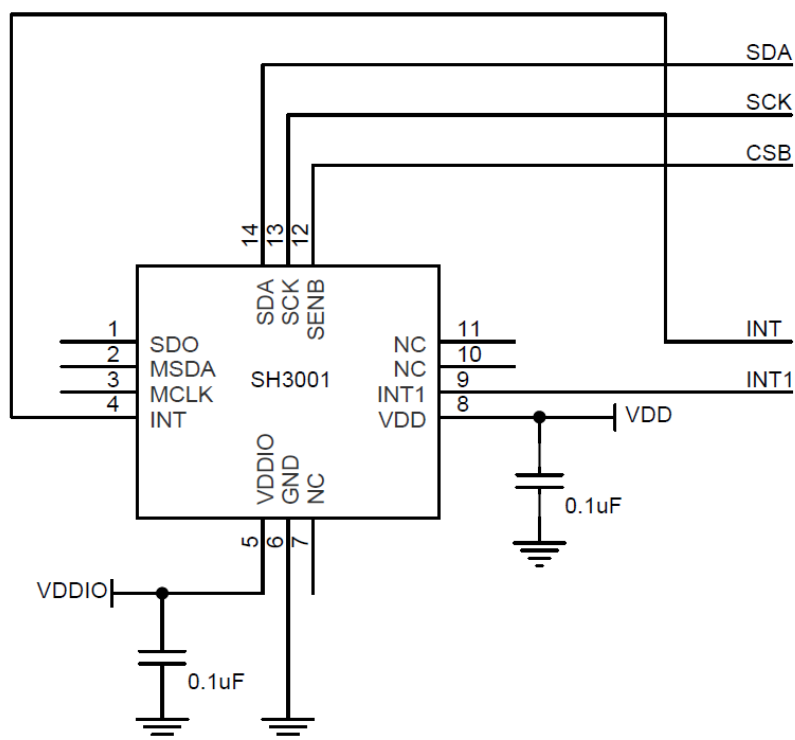 SDA
SCK
CSB
14
13
12
SDA
SCK
SENB
1
SDO
2
MSDA
3
MCLK
4
INT
SH3001
NC
11
NC
10
INT1
9
VDD
8
INT
INT1
VDD
0.1uF
VDDIO
GND
NC
5
6
7
VDDIO
0.1uF